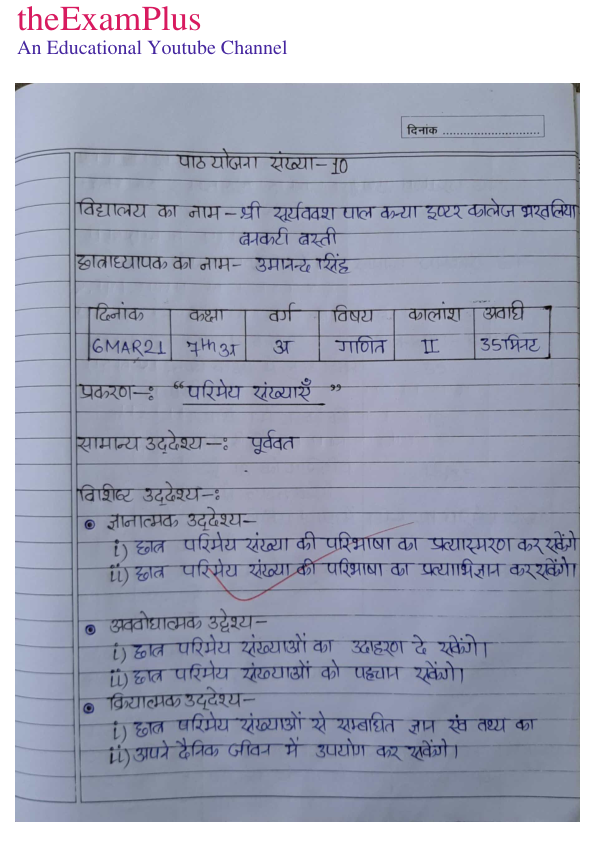 theExamPlus
An Educational Youtube Channel
दिनांक ............................
पाठ योजना संख्या-10
विद्यालय का नाम - श्री सूर्यवक्श पाल कन्या इण्टर कालेज भरवलिया
बनकटी बस्ती
छात्राध्यापक का नाम- उमानन्द सिंह
दिनांक कक्षा वर्ग विषय कालांश अवधि
6MAR21 7th अ अ गणित II 35मिनट
प्रकरण-: “परिमेय संख्याएँ”
सामान्य उद्देश्य-: पूर्ववत
विशिष्ट उद्देश्य-:
ज्ञानात्मक उद्देश्य-
i) छात्र परिमेय संख्या की परिभाषा का प्रत्यास्मरण कर सकेंगे
ii) छात्र परिमेय संख्या की परिभाषा का प्रत्याभिज्ञान कर सकेंगे।
अवबोधात्मक उद्देश्य-
i) छात्र परिमेय संख्याओं का उदाहरण दे सकेंगे।
ii) छात्र परिमेय संख्याओं को पहचान सकेंगे।
क्रियात्मक उद्देश्य-
i) छात्र परिमेय संख्याओं से सम्बंधित ज्ञान एंव तथ्य का
ii) अपने दैनिक जीवन में उपयोग कर सकेंगे।